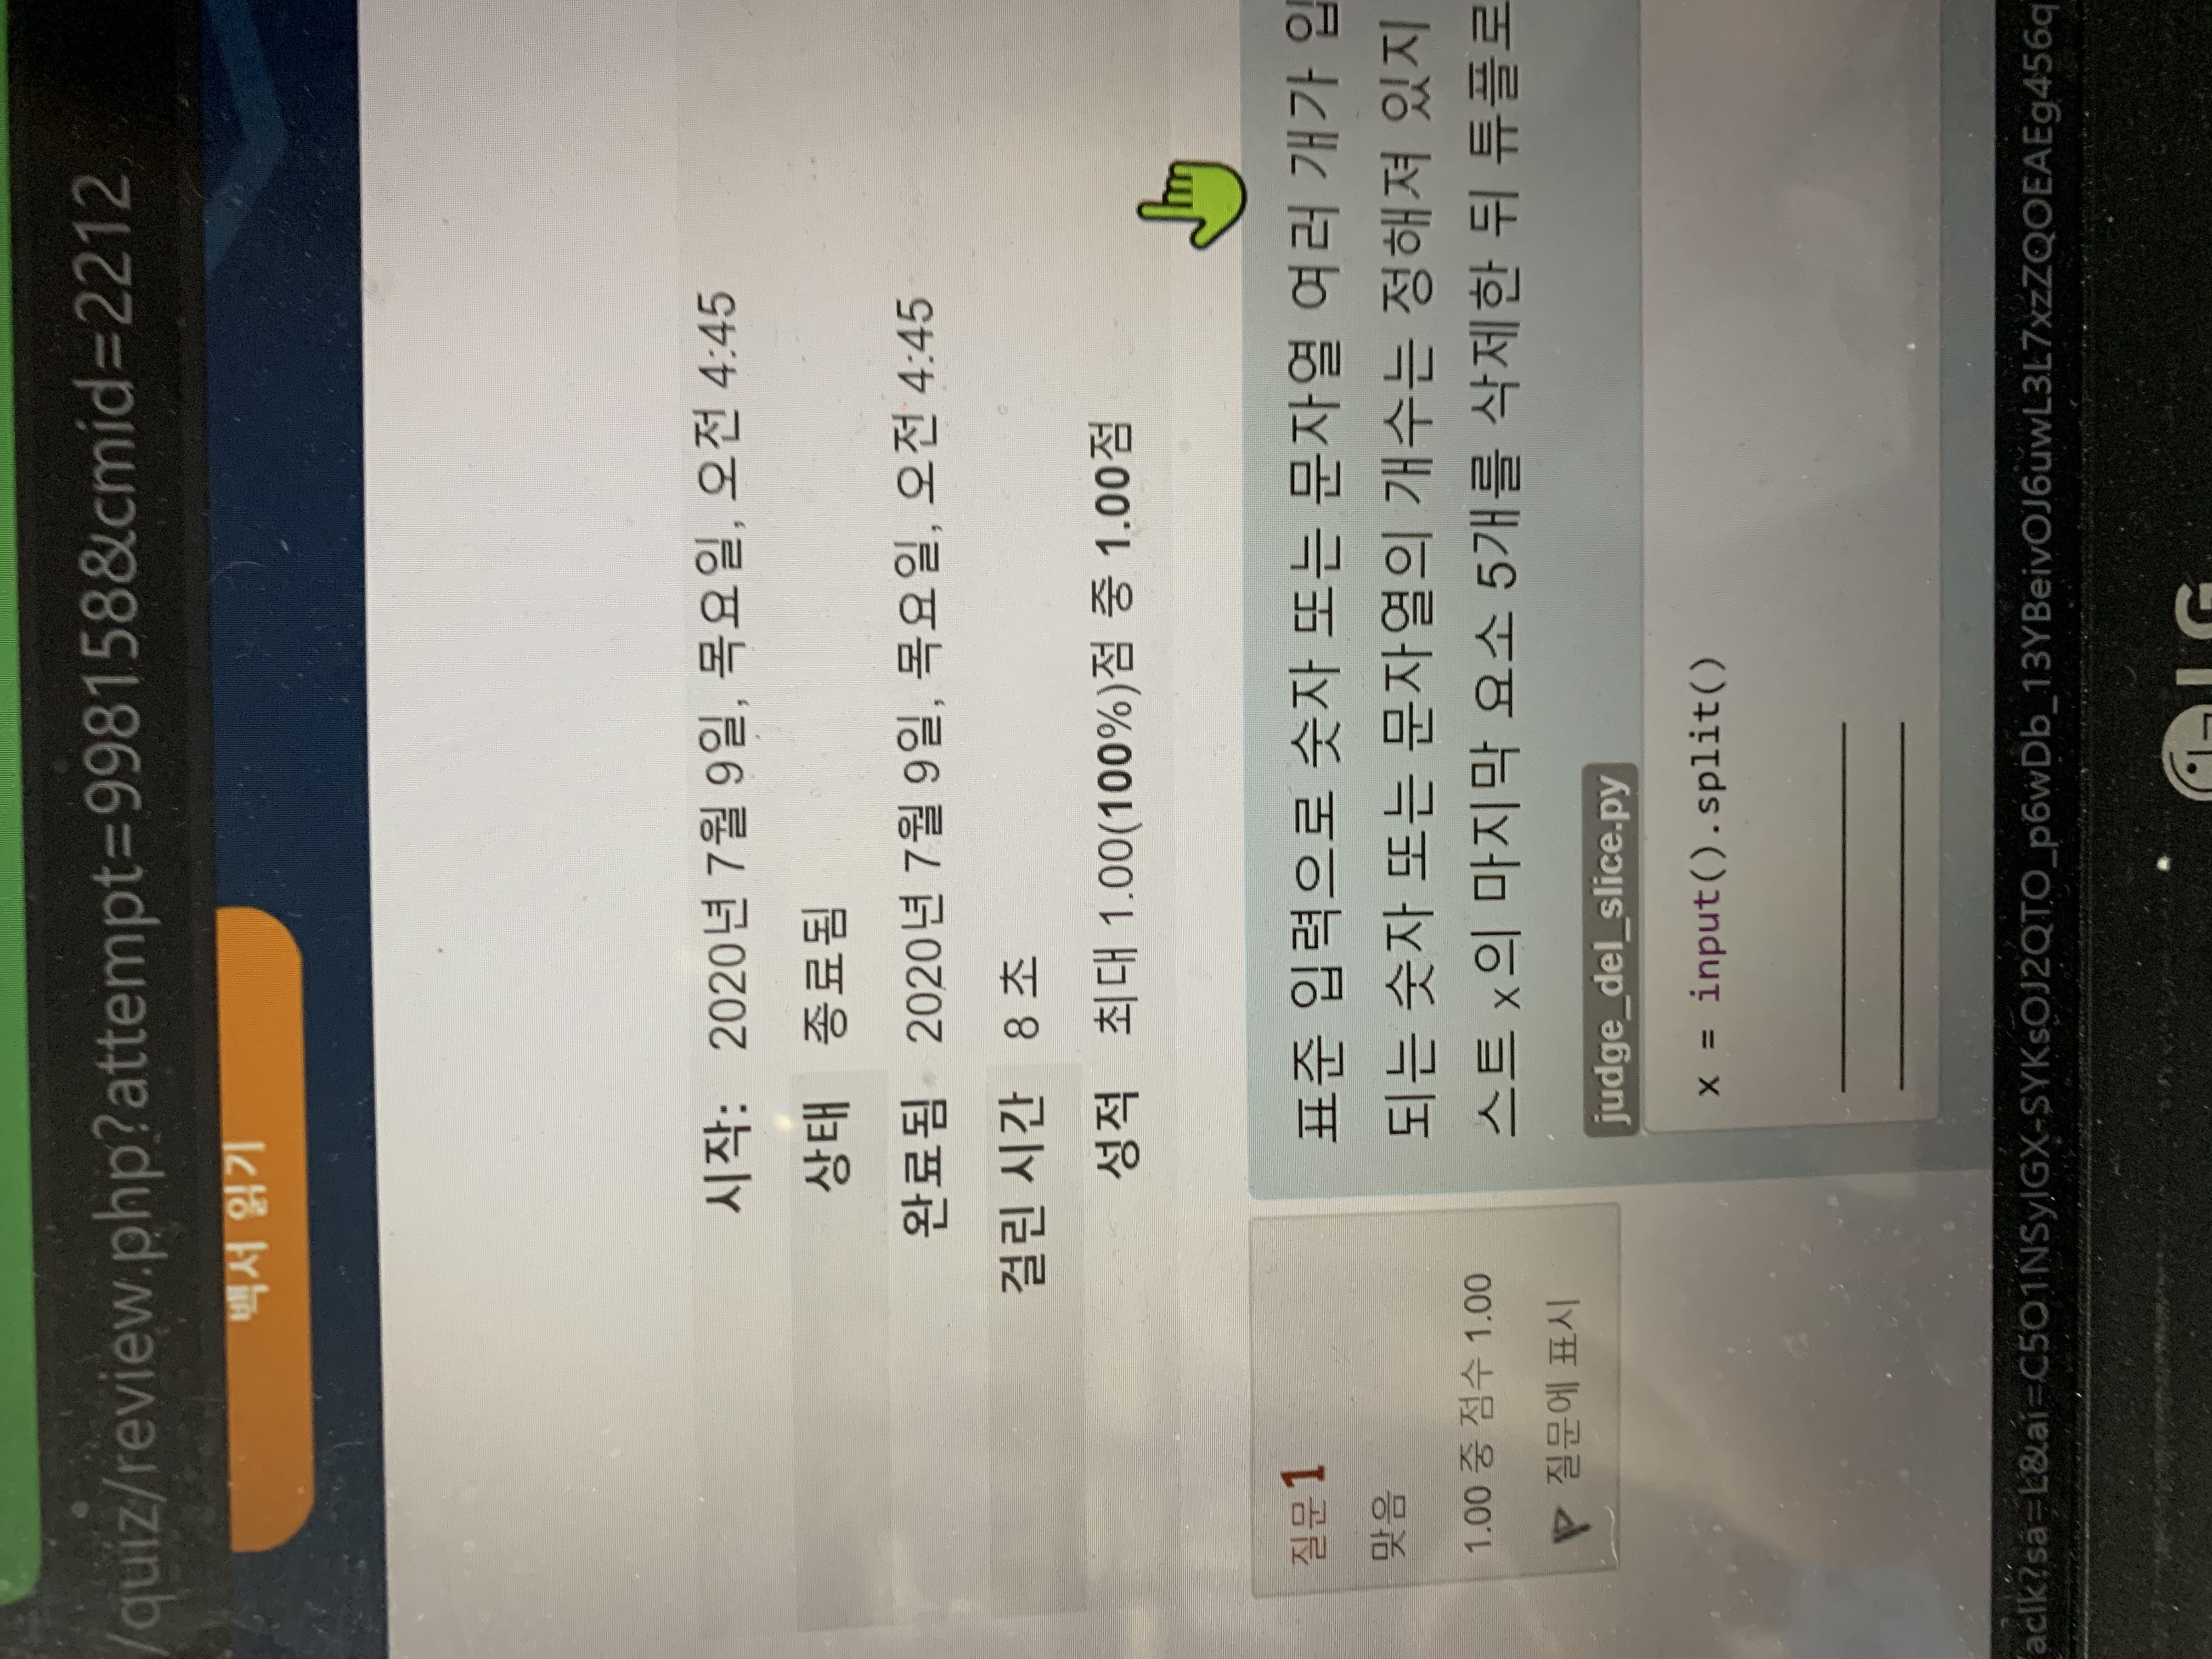 /quiz/review.php?attempt=998158&cmid=2212
백서 읽기
시작: 2020년 7월 9일, 목요일, 오전 4:45
상태 종료됨
완료됨 2020년 7월 9일, 목요일, 오전 4:45
걸린 시간 8 초
성적 최대 1.00(100%)점 중 1.00점
질문 1
맞음
1.00 중 점수 1.00
질문에 표시
표준 입력으로 숫자 또는 문자열 여러 개가 입
되는 숫자 또는 문자열의 개수는 정해져 있지
스트 x의 마지막 요소 5개를 삭제한 뒤 튜플로
judge_del_slice.py
x = input().split()
aclk?sa=L&ai=C5O1NSylGX-SYKsOJ2QTO_p6wDb_13YBeivOJ6uwL3L7xzZQOEAEg456q
LG